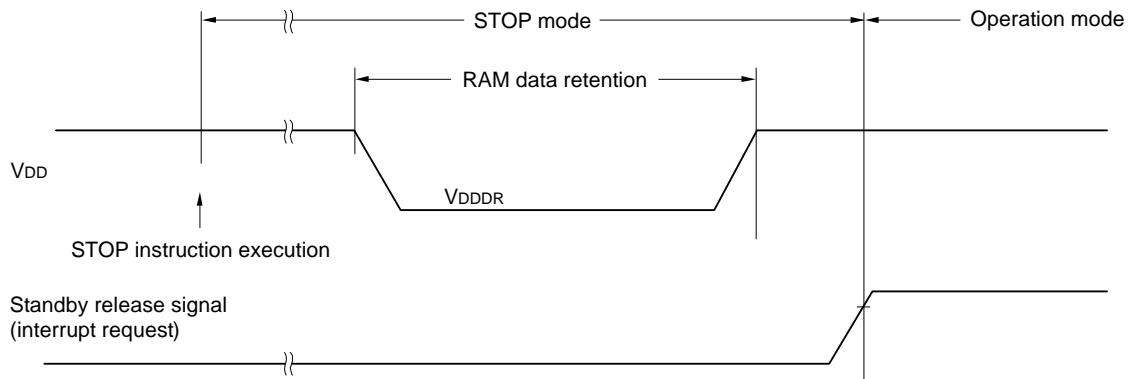 STOP mode
Operation mode
RAM data retention
VDD
VDDDR
STOP instruction execution
Standby release signal
(interrupt request)